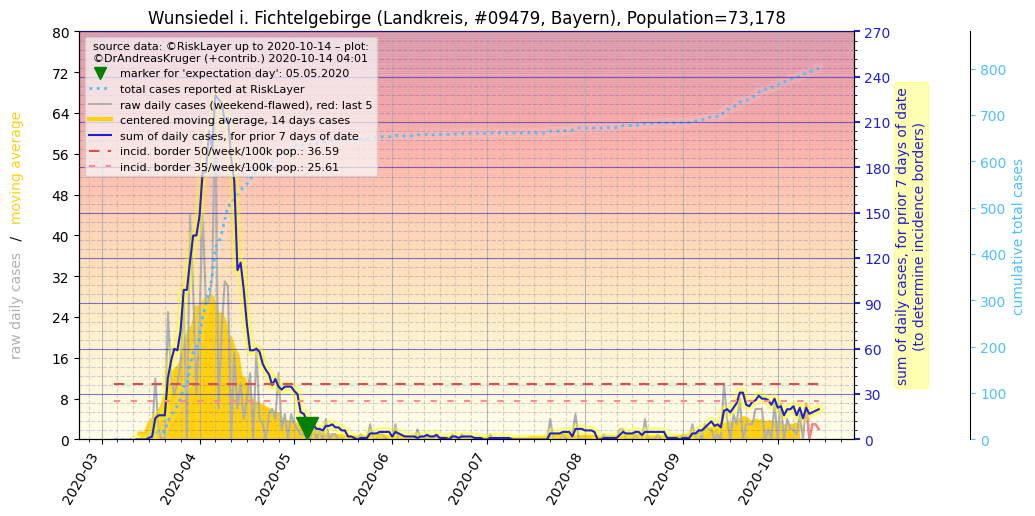 Wunsiedel i. Fichtelgebirge (Landkreis, #09479, Bayern), Population=73,178
source data: ©RiskLayer up to 2020-10-14 – plot:
©DrAndreasKruger (+contrib.) 2020-10-14 04:01
marker for 'expectation day': 05.05.2020
total cases reported at RiskLayer
raw daily cases (weekend-flawed), red: last 5
centered moving average, 14 days cases
sum of daily cases, for prior 7 days of date
incid. border 50/week/100k pop.: 36.59
incid. border 35/week/100k pop.: 25.61
raw daily cases / moving average
80
72
64
56
48
40
32
24
16
8
0
270
240
210
180
150
120
90
60
30
0
sum of daily cases, for prior 7 days of date
(to determine incidence borders)
800
700
600
500
400
300
200
100
0
cumulative total cases
2020-03
2020-04
2020-05
2020-06
2020-07
2020-08
2020-09
2020-10